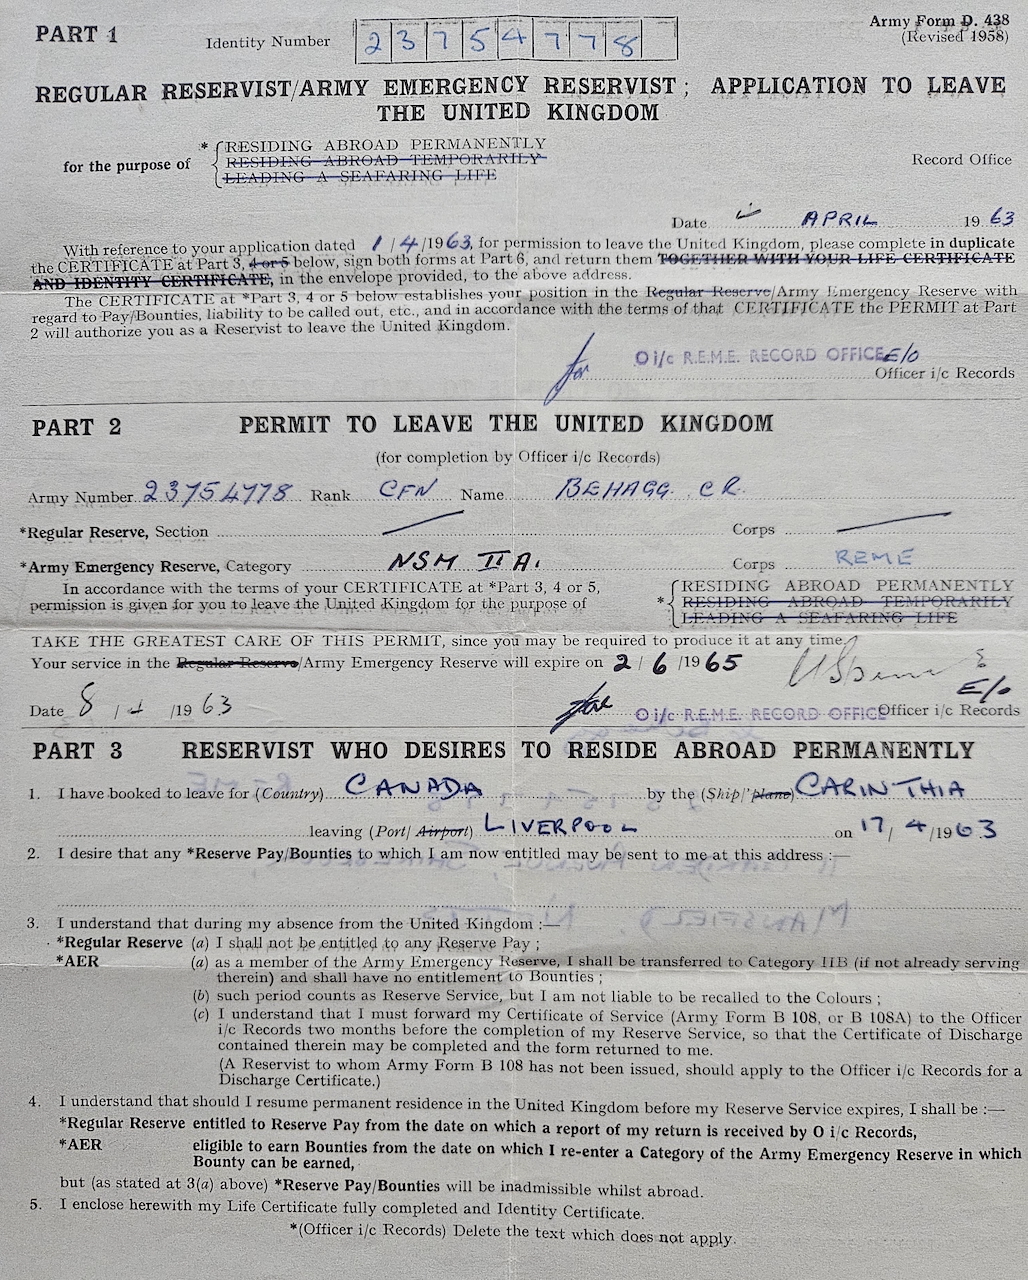 PART 1
Identity Number 23754778
Army Form D. 438
(Revised 1958)
REGULAR RESERVIST/ARMY EMERGENCY RESERVIST; APPLICATION TO LEAVE
THE UNITED KINGDOM
for the purpose of * RESIDING ABROAD PERMANENTLY
RESIDING ABROAD TEMPORARILY
LEADING A SEAFARING LIFE
Record Office
Date APRIL 1963
With reference to your application dated 1/4/1963, for permission to leave the United Kingdom, please complete in duplicate
the CERTIFICATE at Part 3, 4 or 5 below, sign both forms at Part 6, and return them TOGETHER WITH YOUR LIFE CERTIFICATE
AND IDENTITY CERTIFICATE, in the envelope provided, to the above address.
The CERTIFICATE at *Part 3, 4 or 5 below establishes your position in the Regular Reserve/Army Emergency Reserve with
regard to Pay/Bounties, liability to be called out, etc., and in accordance with the terms of that CERTIFICATE the PERMIT at Part
2 will authorize you as a Reservist to leave the United Kingdom.
for O i/c R.E.M.E. RECORD OFFICE E/O
Officer i/c Records
PART 2 PERMIT TO LEAVE THE UNITED KINGDOM
(for completion by Officer i/c Records)
Army Number 23754778 Rank CFN Name BEHAGG. C R.
*Regular Reserve, Section Corps
*Army Emergency Reserve, Category NSM II A. Corps REME
In accordance with the terms of your CERTIFICATE at *Part 3, 4 or 5,
permission is given for you to leave the United Kingdom for the purpose of
* RESIDING ABROAD PERMANENTLY
RESIDING ABROAD TEMPORARILY
LEADING A SEAFARING LIFE
TAKE THE GREATEST CARE OF THIS PERMIT, since you may be required to produce it at any time.
Your service in the Regular Reserve/Army Emergency Reserve will expire on 2/6/1965
E/O
Date 8/4/1963 for O i/c R.E.M.E. RECORD OFFICE Officer i/c Records
PART 3 RESERVIST WHO DESIRES TO RESIDE ABROAD PERMANENTLY
1. I have booked to leave for (Country) CANADA by the (Ship/*plane) CARINTHIA
leaving (Port/Airport) LIVERPOOL on 17/4/1963
2. I desire that any *Reserve Pay/Bounties to which I am now entitled may be sent to me at this address :—
3. I understand that during my absence from the United Kingdom :—
*Regular Reserve (a) I shall not be entitled to any Reserve Pay ;
*AER (a) as a member of the Army Emergency Reserve, I shall be transferred to Category IIB (if not already serving
therein) and shall have no entitlement to Bounties ;
(b) such period counts as Reserve Service, but I am not liable to be recalled to the Colours ;
(c) I understand that I must forward my Certificate of Service (Army Form B 108, or B 108A) to the Officer
i/c Records two months before the completion of my Reserve Service, so that the Certificate of Discharge
contained therein may be completed and the form returned to me.
(A Reservist to whom Army Form B 108 has not been issued, should apply to the Officer i/c Records for a
Discharge Certificate.)
4. I understand that should I resume permanent residence in the United Kingdom before my Reserve Service expires, I shall be :—
*Regular Reserve entitled to Reserve Pay from the date on which a report of my return is received by O i/c Records,
*AER eligible to earn Bounties from the date on which I re-enter a Category of the Army Emergency Reserve in which
Bounty can be earned,
but (as stated at 3(a) above) *Reserve Pay/Bounties will be inadmissible whilst abroad.
5. I enclose herewith my Life Certificate fully completed and Identity Certificate.
*(Officer i/c Records) Delete the text which does not apply.